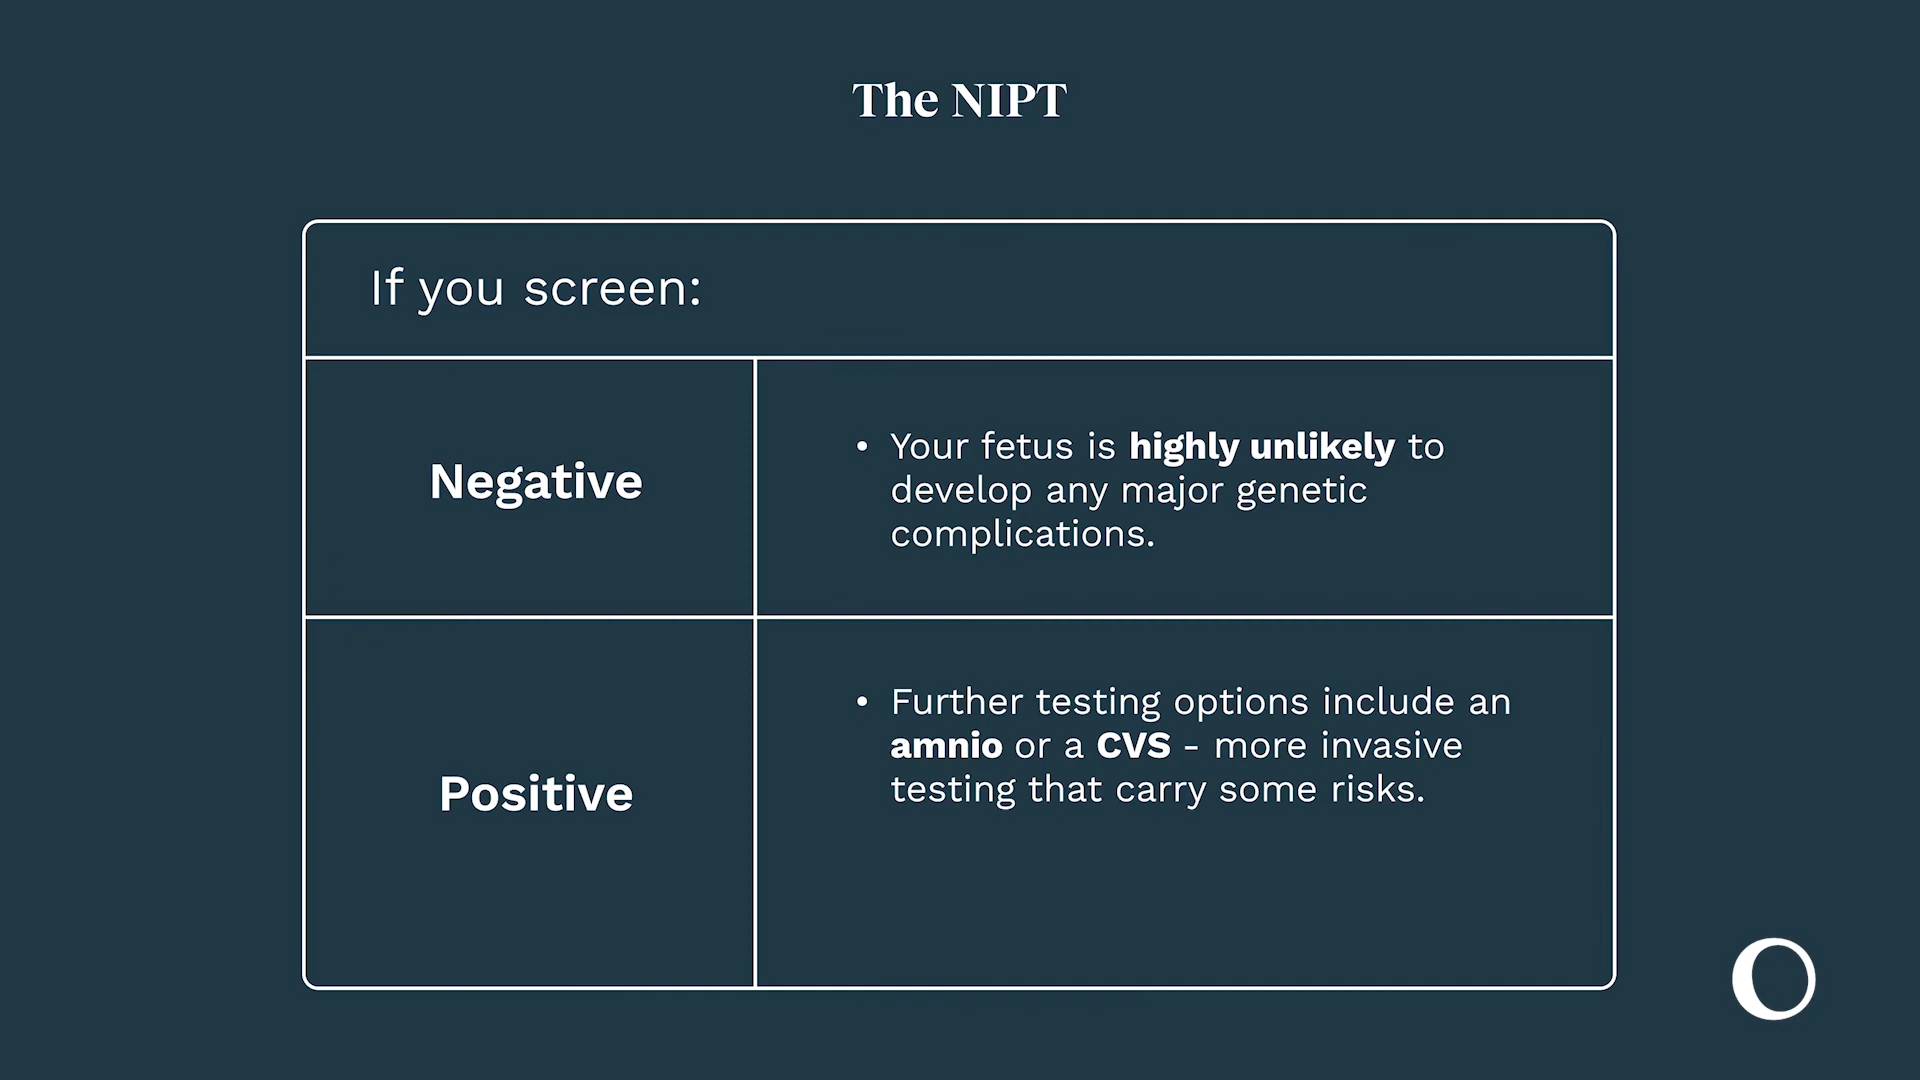 The NIPT
If you screen:
Negative
• Your fetus is highly unlikely to
develop any major genetic
complications.
Positive
• Further testing options include an
amnio or a CVS - more invasive
testing that carry some risks.
O